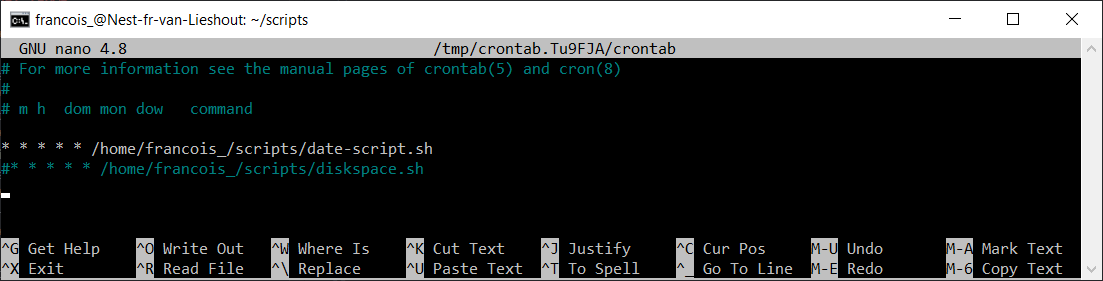 francois_@Nest-fr-van-Lieshout: ~/scripts
GNU nano 4.8 /tmp/crontab.Tu9FJA/crontab
# For more information see the manual pages of crontab(5) and cron(8)
#
# m h  dom mon dow   command
* * * * * /home/francois_/scripts/date-script.sh
#* * * * * /home/francois_/scripts/diskspace.sh
^G Get Help ^O Write Out ^W Where Is ^K Cut Text ^J Justify ^C Cur Pos M-U Undo M-A Mark Text
^X Exit ^R Read File ^\ Replace ^U Paste Text ^T To Spell ^_ Go To Line M-E Redo M-6 Copy Text